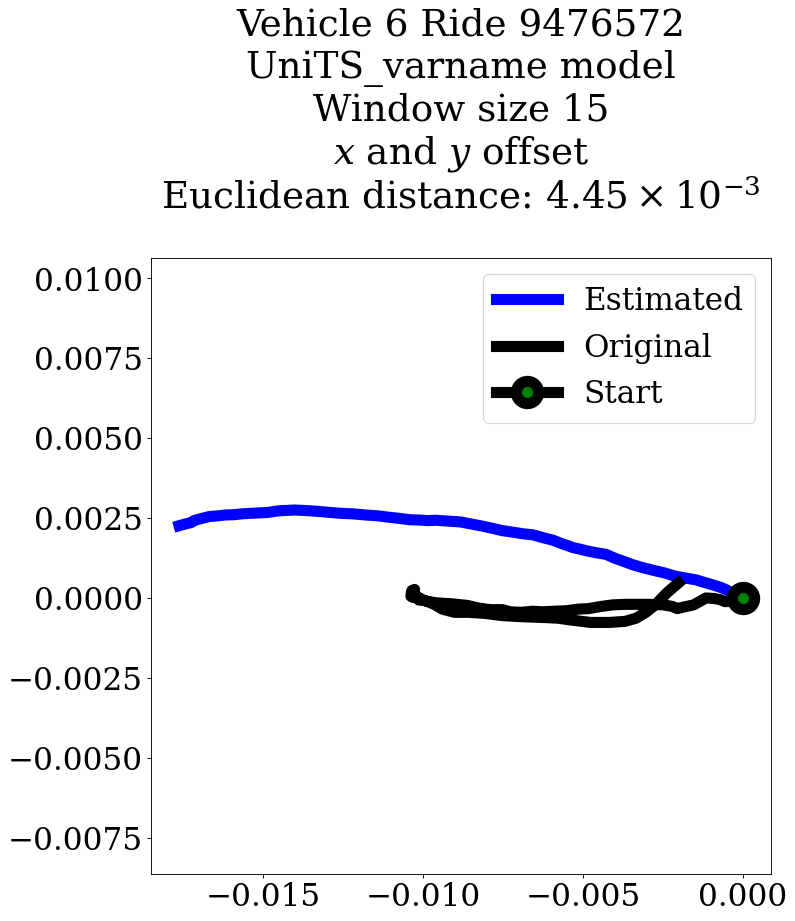 Vehicle 6 Ride 9476572
UniTS_varname model
Window size 15
x and y offset
Euclidean distance: 4.45 × 10⁻³
Estimated
Original
Start
0.0100
0.0075
0.0050
0.0025
0.0000
−0.0025
−0.0050
−0.0075
−0.015
−0.010
−0.005
0.000